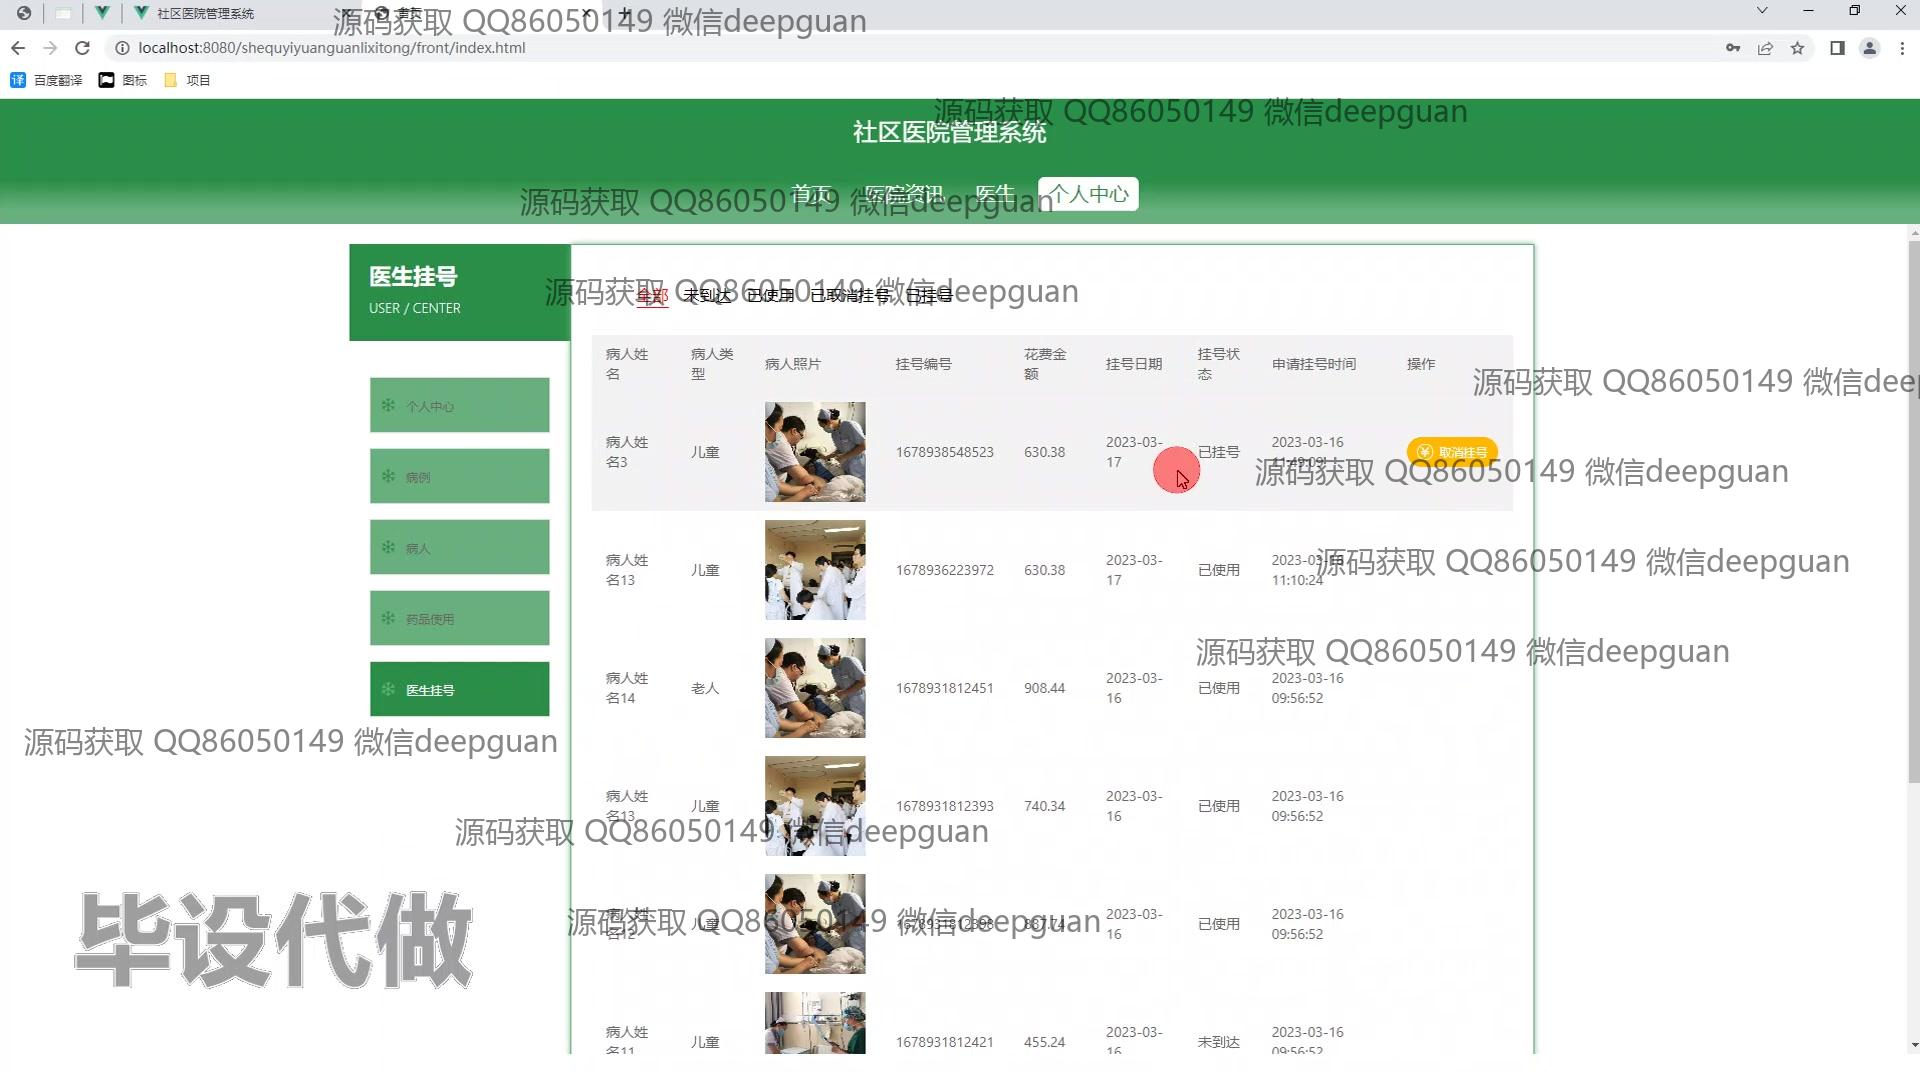 社区医院管理系统
首页
源码获取 QQ86050149 微信deepguan
localhost:8080/shequyiyuanguanlixitong/front/index.html
译 百度翻译 图标 项目
源码获取 QQ86050149 微信deepguan
社区医院管理系统
首页 医院资讯 医生 个人中心
源码获取 QQ86050149 微信deepguan
医生挂号
USER / CENTER
个人中心
病例
病人
药品使用
医生挂号
源码获取 QQ86050149 微信deepguan
全部 未到达 已使用 已取消挂号 已挂号
病人姓名 病人类型 病人照片 挂号编号 花费金额 挂号日期 挂号状态 申请挂号时间 操作
源码获取 QQ86050149 微信deep
病人姓名3 儿童 1678938548523 630.38 2023-03-17 已挂号 2023-03-16 11:49:09 取消挂号
源码获取 QQ86050149 微信deepguan
病人姓名13 儿童 1678936223972 630.38 2023-03-17 已使用 2023-03-16 11:10:24
源码获取 QQ86050149 微信deepguan
源码获取 QQ86050149 微信deepguan
病人姓名14 老人 1678931812451 908.44 2023-03-16 已使用 2023-03-16 09:56:52
源码获取 QQ86050149 微信deepguan
病人姓名13 儿童 1678931812393 740.34 2023-03-16 已使用 2023-03-16 09:56:52
源码获取 QQ86050149 微信deepguan
病人姓名12 儿童 2023-03-16 已使用 2023-03-16 09:56:52
源码获取 QQ86050149 微信deepguan
病人姓名11 儿童 1678931812421 455.24 2023-03-16 未到达 2023-03-16 09:56:52
毕设代做